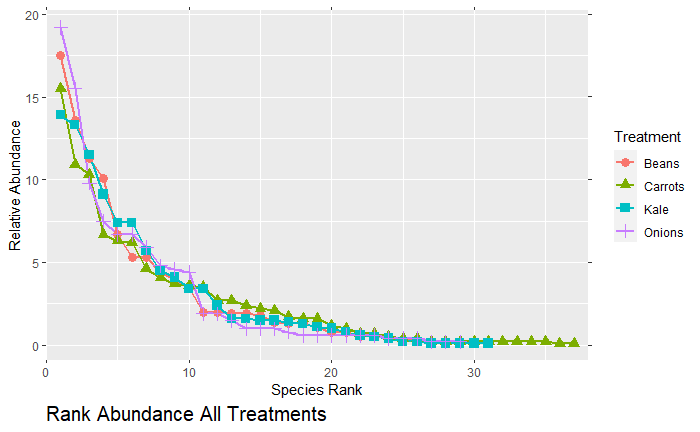 20
15
10
5
0
Relative Abundance
0
10
20
30
Species Rank
Rank Abundance All Treatments
Treatment
Beans
Carrots
Kale
Onions